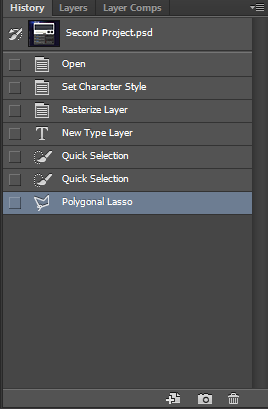 History Layers Layer Comps
Second Project.psd
Open
Set Character Style
Rasterize Layer
T New Type Layer
Quick Selection
Quick Selection
Polygonal Lasso